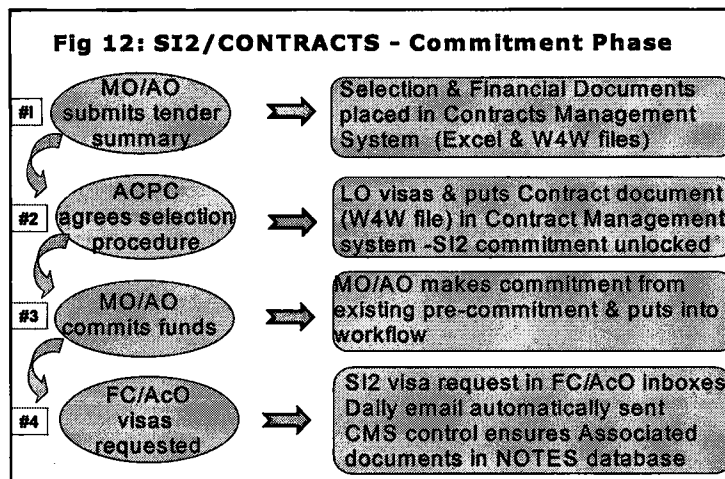 Fig 12: SI2/CONTRACTS - Commitment Phase
#1
MO/AO
submits tender
summary
Selection & Financial Documents
placed in Contracts Management
System (Excel & W4W files)
#2
ACPC
agrees selection
procedure
LO visas & puts Contract document
(W4W file) in Contract Management
system -SI2 commitment unlocked
#3
MO/AO
commits funds
MO/AO makes commitment from
existing pre-commitment & puts into
workflow
#4
FC/AcO
visas
requested
SI2 visa request in FC/AcO inboxes
Daily email automatically sent
CMS control ensures Associated
documents in NOTES database